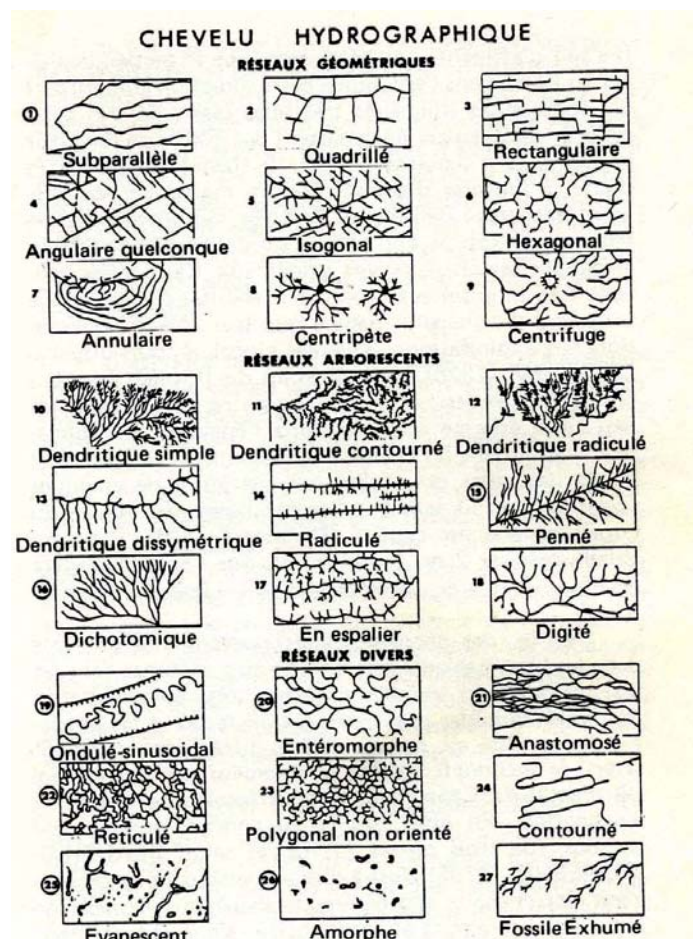 CHEVELU HYDROGRAPHIQUE
RÉSEAUX GÉOMÉTRIQUES
1 2 3
Subparallèle Quadrillé Rectangulaire
4 5 6
Angulaire quelconque Isogonal Hexagonal
7 8 9
Annulaire Centripète Centrifuge
RÉSEAUX ARBORESCENTS
10 11 12
Dendritique simple Dendritique contourné Dendritique radiculé
13 14 15
Dendritique dissymétrique Radiculé Penné
16 17 18
Dichotomique En espalier Digité
RÉSEAUX DIVERS
19 20 21
Ondulé-sinusoidal Entéromorphe Anastomosé
22 23 24
Reticulé Polygonal non orienté Contourné
25 26 27
Evanescent Amorphe Fossile Exhumé